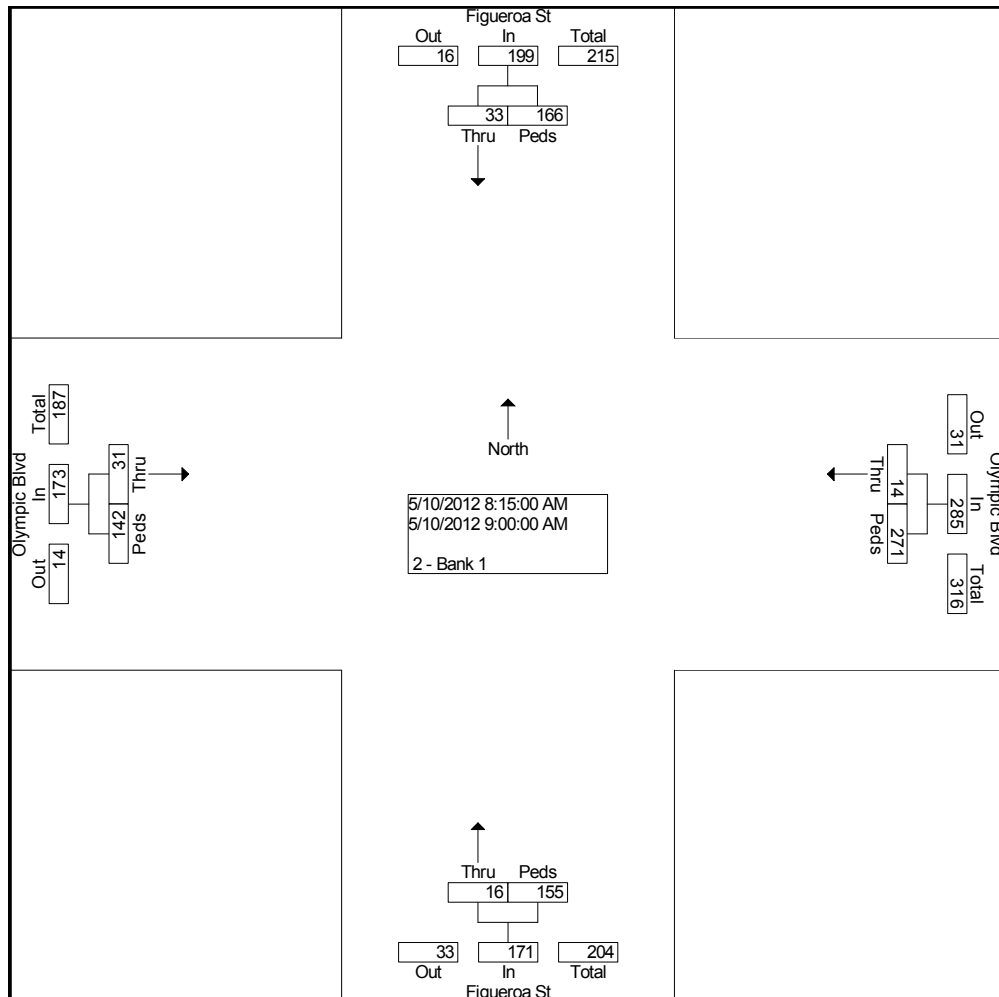 Figueroa St
Out In Total
16 199 215
33 166
Thru Peds
Olympic Blvd
Total In Out
187 173 14
31 142
Thru Peds
North
5/10/2012 8:15:00 AM
5/10/2012 9:00:00 AM
2 - Bank 1
Olympic Blvd
Out In Total
31 285 316
14 271
Thru Peds
Thru Peds
16 155
33 171 204
Out In Total
Figueroa St